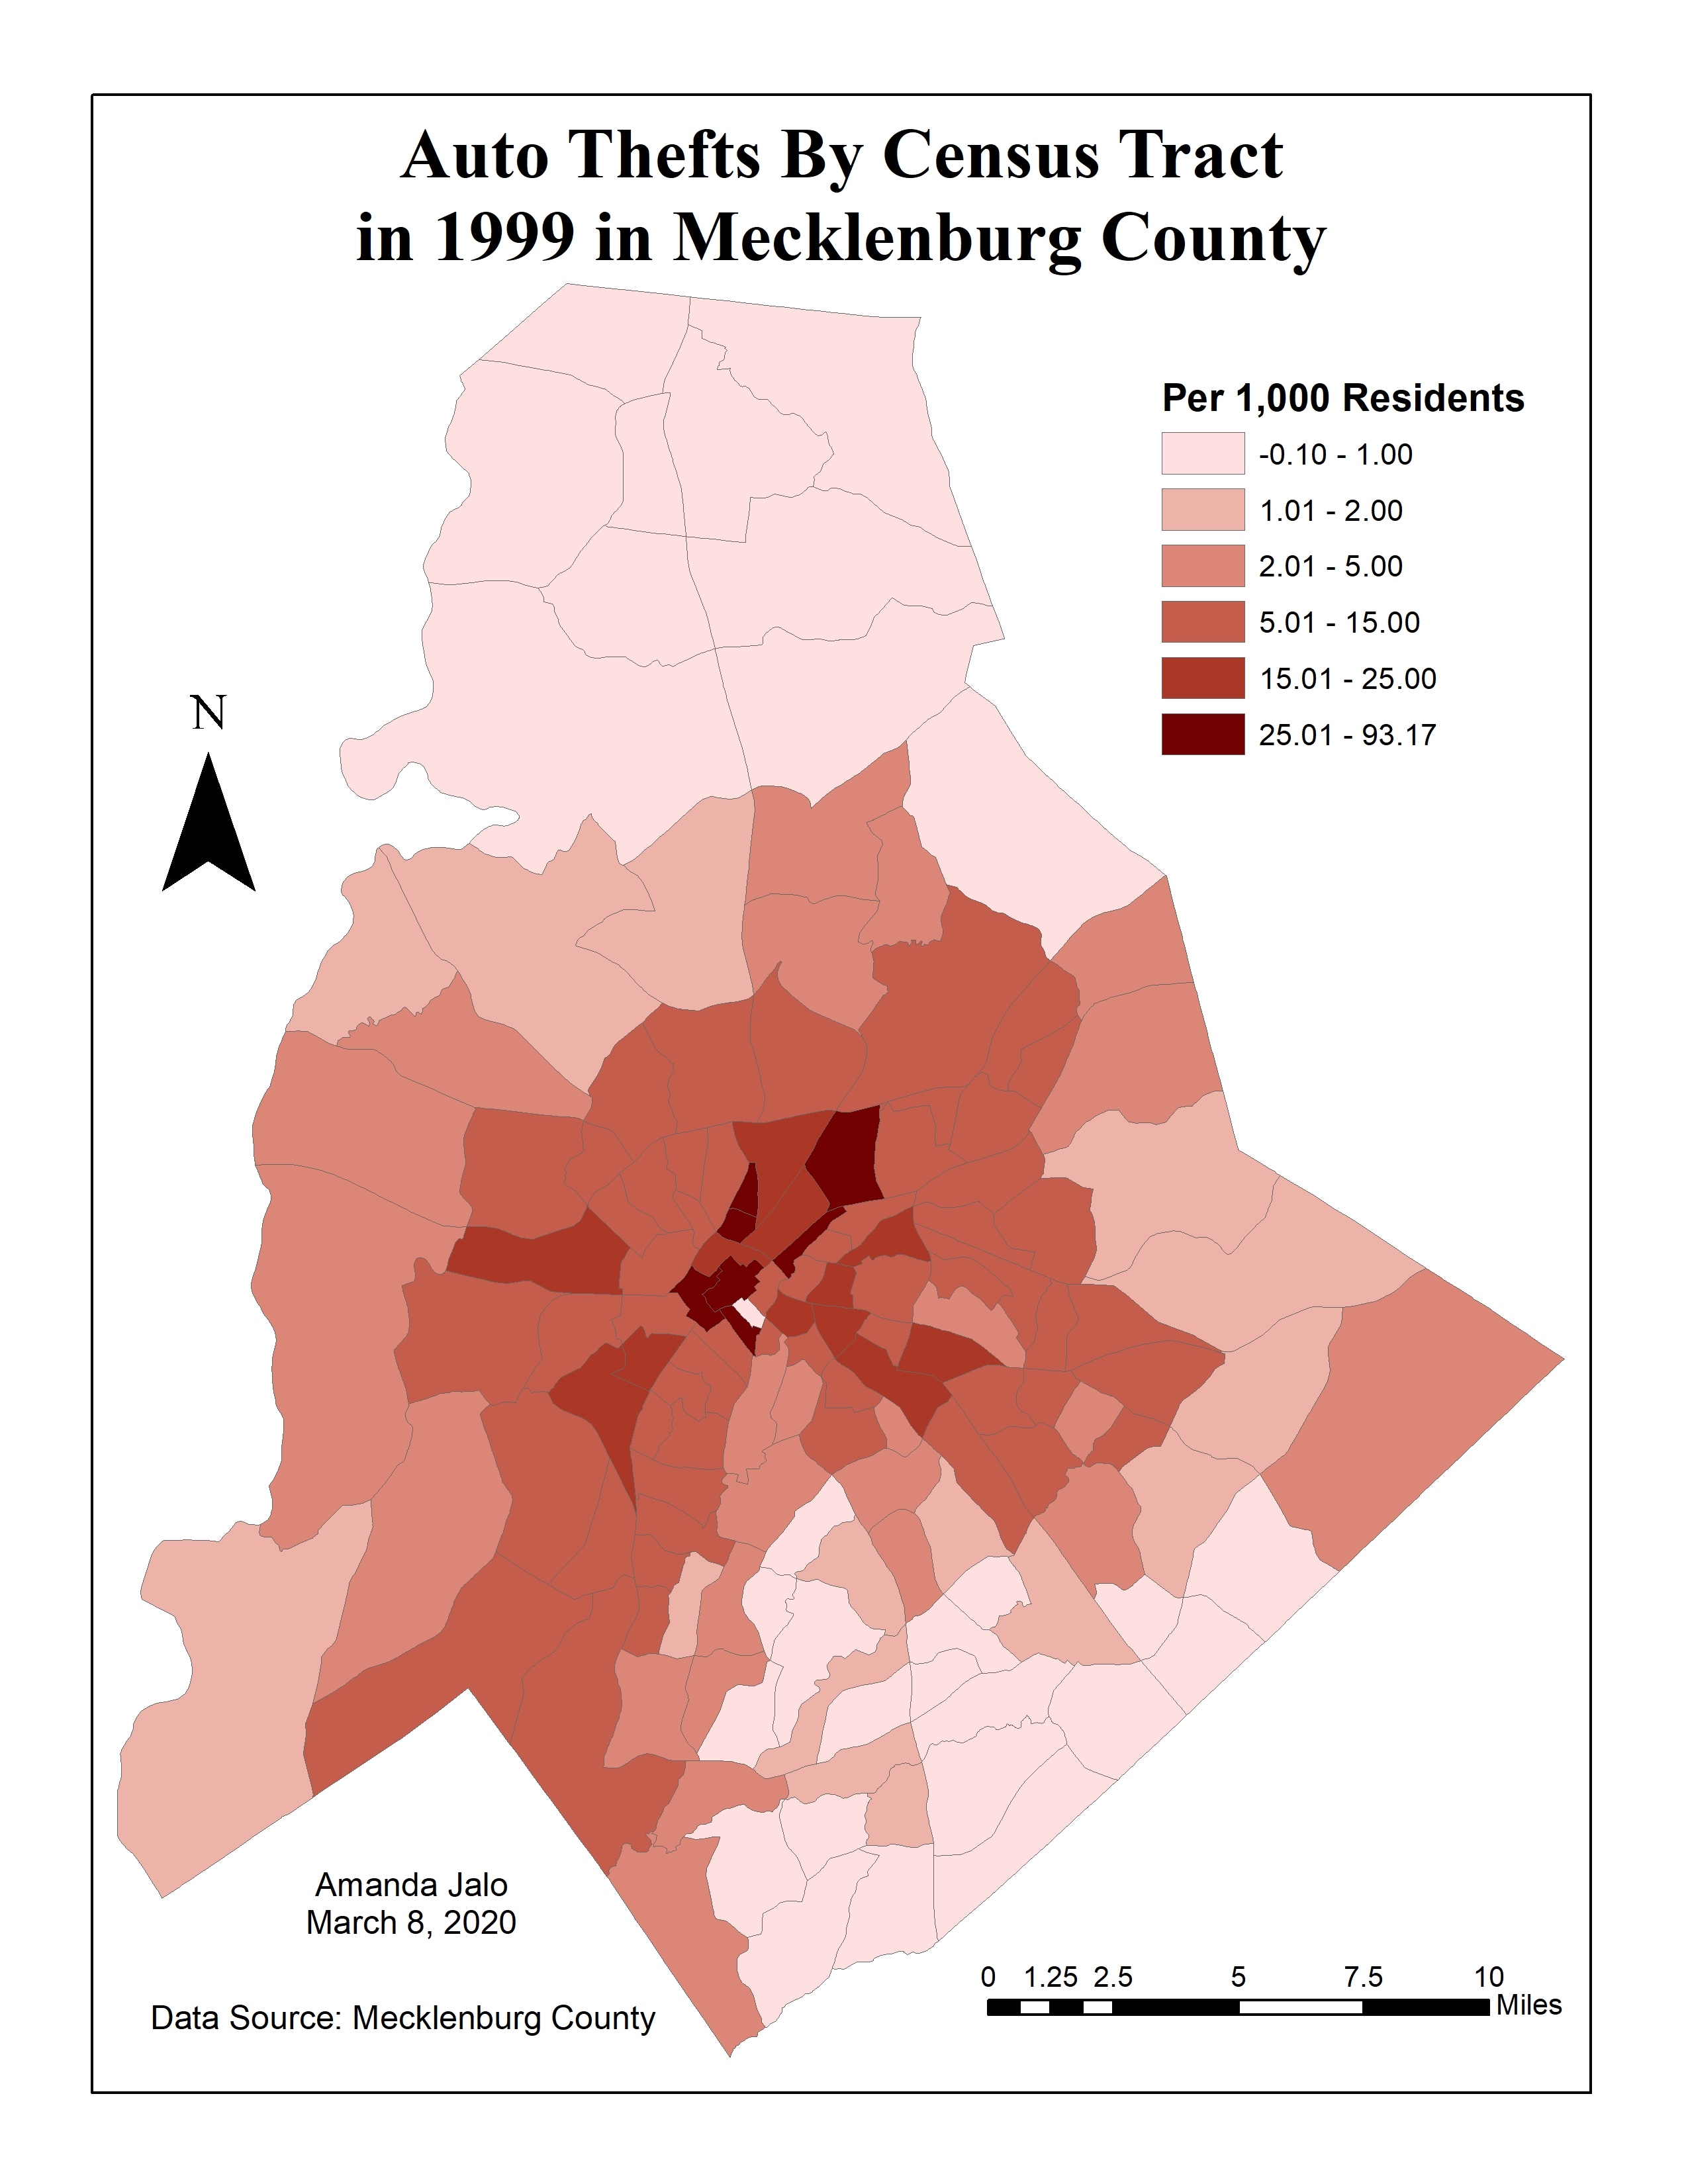 Auto Thefts By Census Tract
in 1999 in Mecklenburg County
Per 1,000 Residents
-0.10 - 1.00
1.01 - 2.00
2.01 - 5.00
5.01 - 15.00
15.01 - 25.00
25.01 - 93.17
N
Amanda Jalo
March 8, 2020
Data Source: Mecklenburg County
0 1.25 2.5 5 7.5 10
Miles